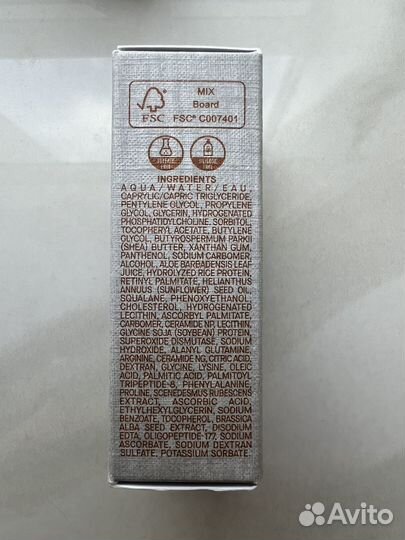 MIX
Board
FSC
FSC® C007401
FREE
FREE
INGREDIENTS
AQUA/WATER/EAU,
CAPRYLIC/CAPRIC TRIGLYCERIDE,
PENTYLENE GLYCOL, PROPYLENE
GLYCOL, GLYCERIN, HYDROGENATED
PHOSPHATIDYLCHOLINE, SORBITOL,
TOCOPHERYL ACETATE, BUTYLENE
GLYCOL, BUTYROSPERMUM PARKII
(SHEA) BUTTER, XANTHAN GUM,
PANTHENOL, SODIUM CARBOMER,
ALCOHOL, ALOE BARBADENSIS LEAF
JUICE, HYDROLYZED RICE PROTEIN,
RETINYL PALMITATE, HELIANTHUS
ANNUUS (SUNFLOWER) SEED OIL,
SQUALANE, PHENOXYETHANOL,
CHOLESTEROL, HYDROGENATED
LECITHIN, ASCORBYL PALMITATE,
CARBOMER, CERAMIDE NP, LECITHIN,
GLYCINE SOJA (SOYBEAN) PROTEIN,
SUPEROXIDE DISMUTASE, SODIUM
HYDROXIDE, ALANYL GLUTAMINE,
ARGININE, CERAMIDE NG, CITRIC ACID,
DEXTRAN, GLYCINE, LYSINE, OLEIC
ACID, PALMITIC ACID, PALMITOYL
TRIPEPTIDE-8, PHENYLALANINE,
PROLINE, SCENEDESMUS RUBESCENS
EXTRACT, ASCORBIC ACID,
ETHYLHEXYLGLYCERIN, SODIUM
BENZOATE, TOCOPHEROL, BRASSICA
ALBA SEED EXTRACT, DISODIUM
EDTA, OLIGOPEPTIDE-177, SODIUM
ASCORBATE, SODIUM DEXTRAN
SULFATE, POTASSIUM SORBATE.
Avito